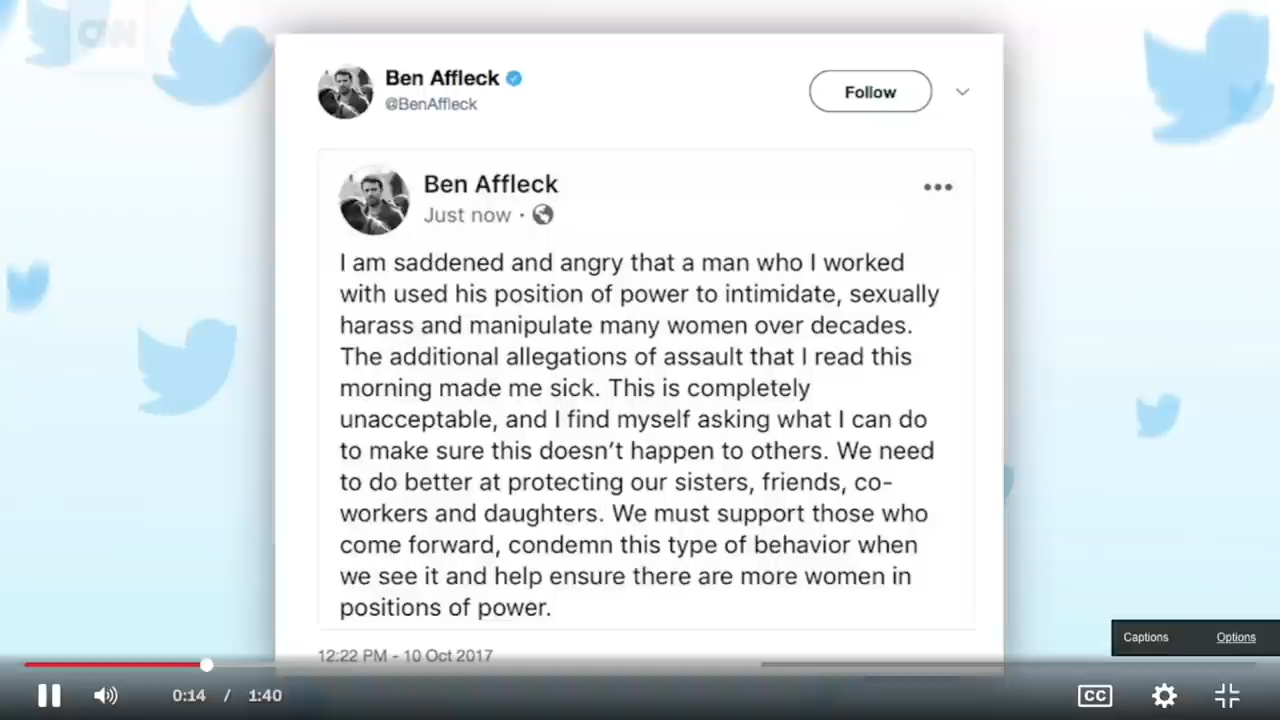 CNN
Ben Affleck
@BenAffleck
Follow
Ben Affleck
Just now ·
I am saddened and angry that a man who I worked
with used his position of power to intimidate, sexually
harass and manipulate many women over decades.
The additional allegations of assault that I read this
morning made me sick. This is completely
unacceptable, and I find myself asking what I can do
to make sure this doesn’t happen to others. We need
to do better at protecting our sisters, friends, co-
workers and daughters. We must support those who
come forward, condemn this type of behavior when
we see it and help ensure there are more women in
positions of power.
12:22 PM - 10 Oct 2017
Captions Options
0:14 / 1:40
CC